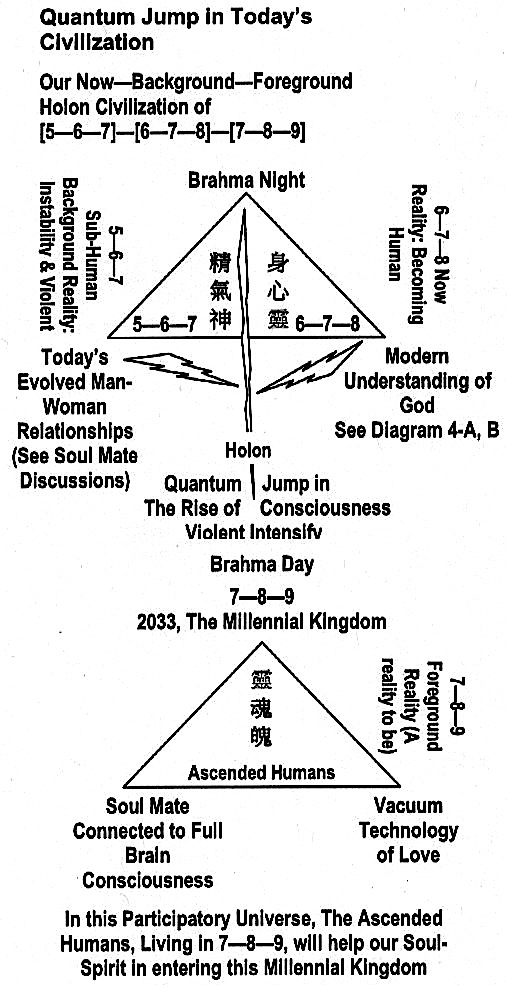 Quantum Jump in Today's
Civilization
Our Now—Background—Foreground
Holon Civilization of
[5—6—7]—[6—7—8]—[7—8—9]
Brahma Night
5—6—7
Sub-Human
Background Reality:
Instability & Violent
6—7—8 Now
Reality: Becoming
Human
精氣神
身心靈
5—6—7
6—7—8
Today's
Evolved Man-
Woman
Relationships
(See Soul Mate
Discussions)
Modern
Understanding of
God
See Diagram 4-A, B
Holon
Quantum Jump in
The Rise of Consciousness
Violent Intensify
Brahma Day
7—8—9
2033, The Millennial Kingdom
靈魂魄
7—8—9
Foreground
Reality (A
reality to be)
Ascended Humans
Soul Mate
Connected to Full
Brain
Consciousness
Vacuum
Technology
of Love
In this Participatory Universe, The Ascended
Humans, Living in 7—8—9, will help our Soul-
Spirit in entering this Millennial Kingdom